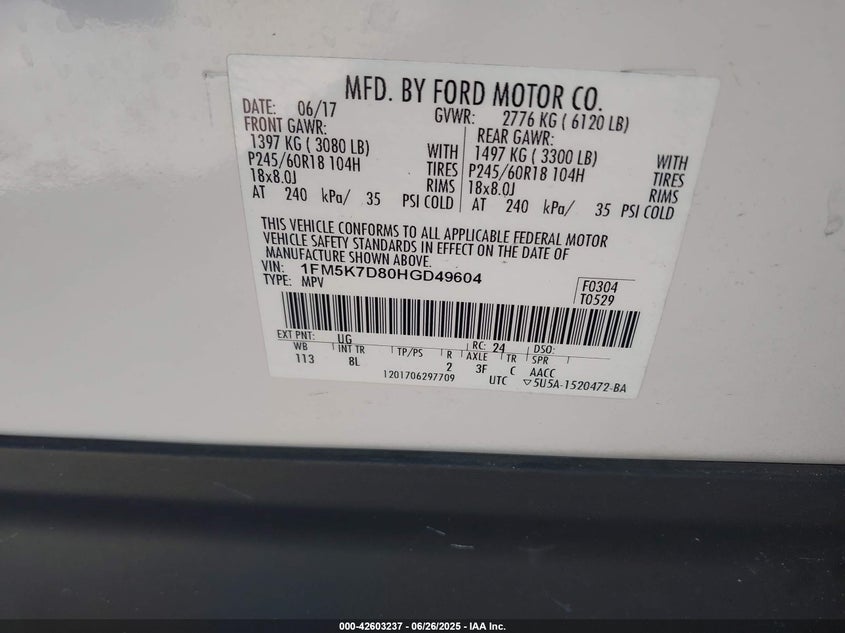 MFD. BY FORD MOTOR CO.
DATE: 06/17 GVWR: 2776 KG ( 6120 LB)
FRONT GAWR: REAR GAWR:
1397 KG ( 3080 LB) WITH 1497 KG ( 3300 LB) WITH
P245/60R18 104H TIRES P245/60R18 104H TIRES
18x8.0J RIMS 18x8.0J RIMS
AT 240 kPa/ 35 PSI COLD AT 240 kPa/ 35 PSI COLD
THIS VEHICLE CONFORMS TO ALL APPLICABLE FEDERAL MOTOR
VEHICLE SAFETY STANDARDS IN EFFECT ON THE DATE OF
MANUFACTURE SHOWN ABOVE.
VIN: 1FM5K7D80HGD49604 F0304
TYPE: MPV T0529
EXT PNT: UG RC: 24 DSO:
WB INT TR TP/PS R AXLE TR SPR
113 8L 2 3F C AACC
1201706297709 UTC ▽5U5A-1520472-BA
000-42603237 - 06/26/2025 - IAA Inc.